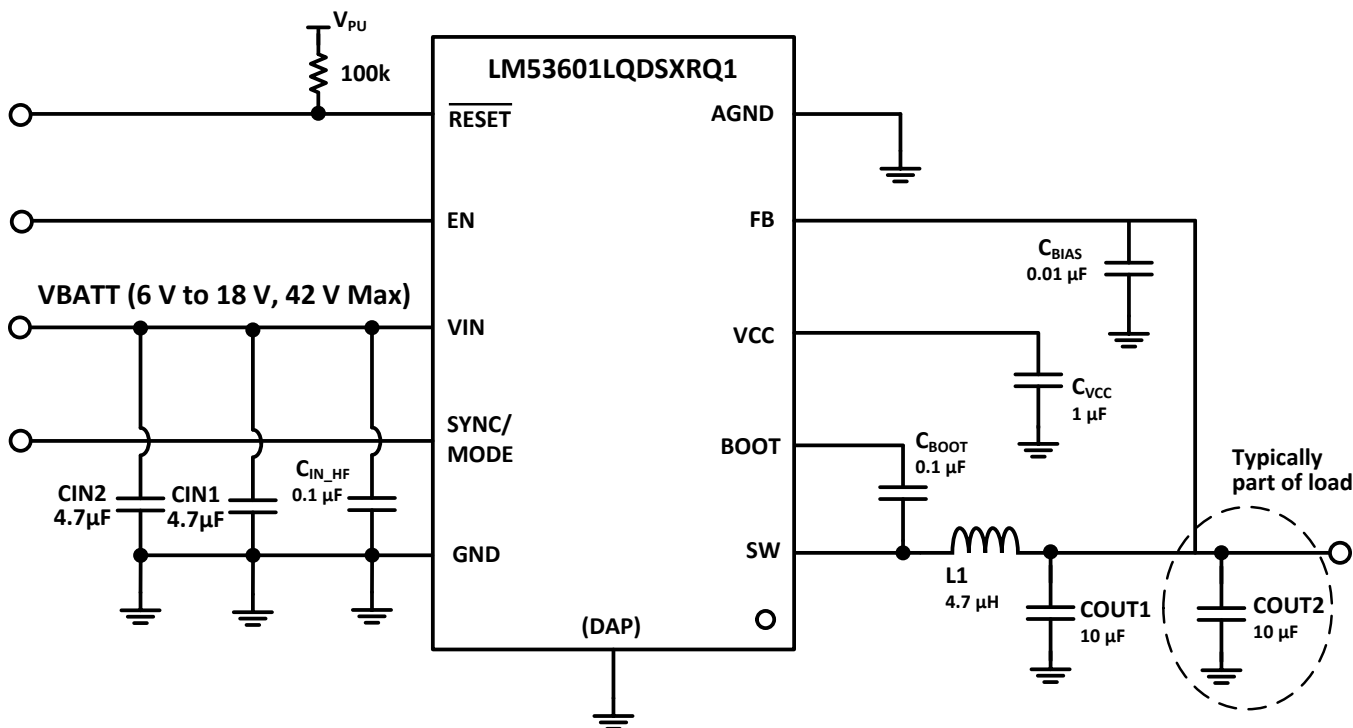 V_PU
LM53601LQDSXRQ1
100k
RESET
AGND
EN
FB
C_BIAS
0.01 µF
VBATT (6 V to 18 V, 42 V Max)
VIN
VCC
C_VCC
1 µF
SYNC/
MODE
BOOT
C_BOOT
0.1 µF
Typically
part of load
CIN2
4.7µF
CIN1
4.7µF
C_IN_HF
0.1 µF
GND
SW
L1
4.7 µH
COUT1
10 µF
COUT2
10 µF
(DAP)